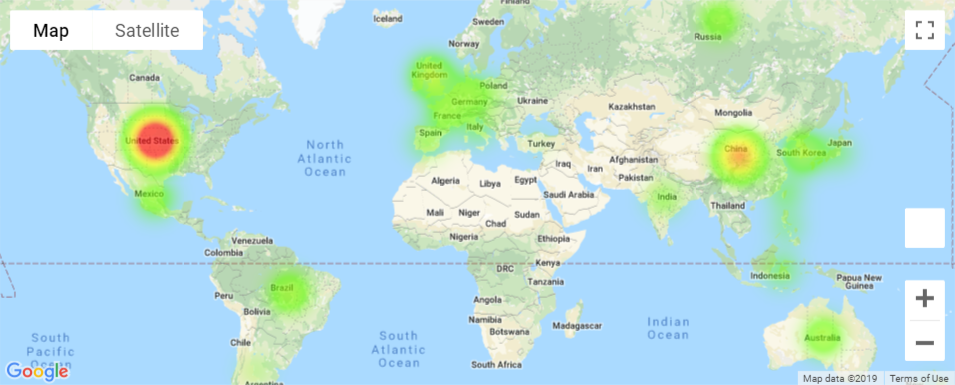 Map
Satellite
Iceland
Sweden
Norway
Russia
Canada
United
Kingdom
Poland
Germany
Ukraine
France
Kazakhstan
Mongolia
Spain
Italy
Turkey
United States
China
South Korea
Japan
North
Atlantic
Ocean
Iraq
Afghanistan
Pakistan
Mexico
Algeria
Libya
Egypt
Saudi Arabia
India
Thailand
Mali
Niger
Chad
Sudan
Venezuela
Colombia
Nigeria
Ethiopia
DRC
Kenya
Tanzania
Indonesia
Papua New
Guinea
Brazil
Peru
Bolivia
Angola
Namibia
Botswana
Madagascar
South
Pacific
Ocean
Chile
South
Atlantic
Ocean
Indian
Ocean
Australia
South Africa
Argentina
Google
Map data ©2019
Terms of Use